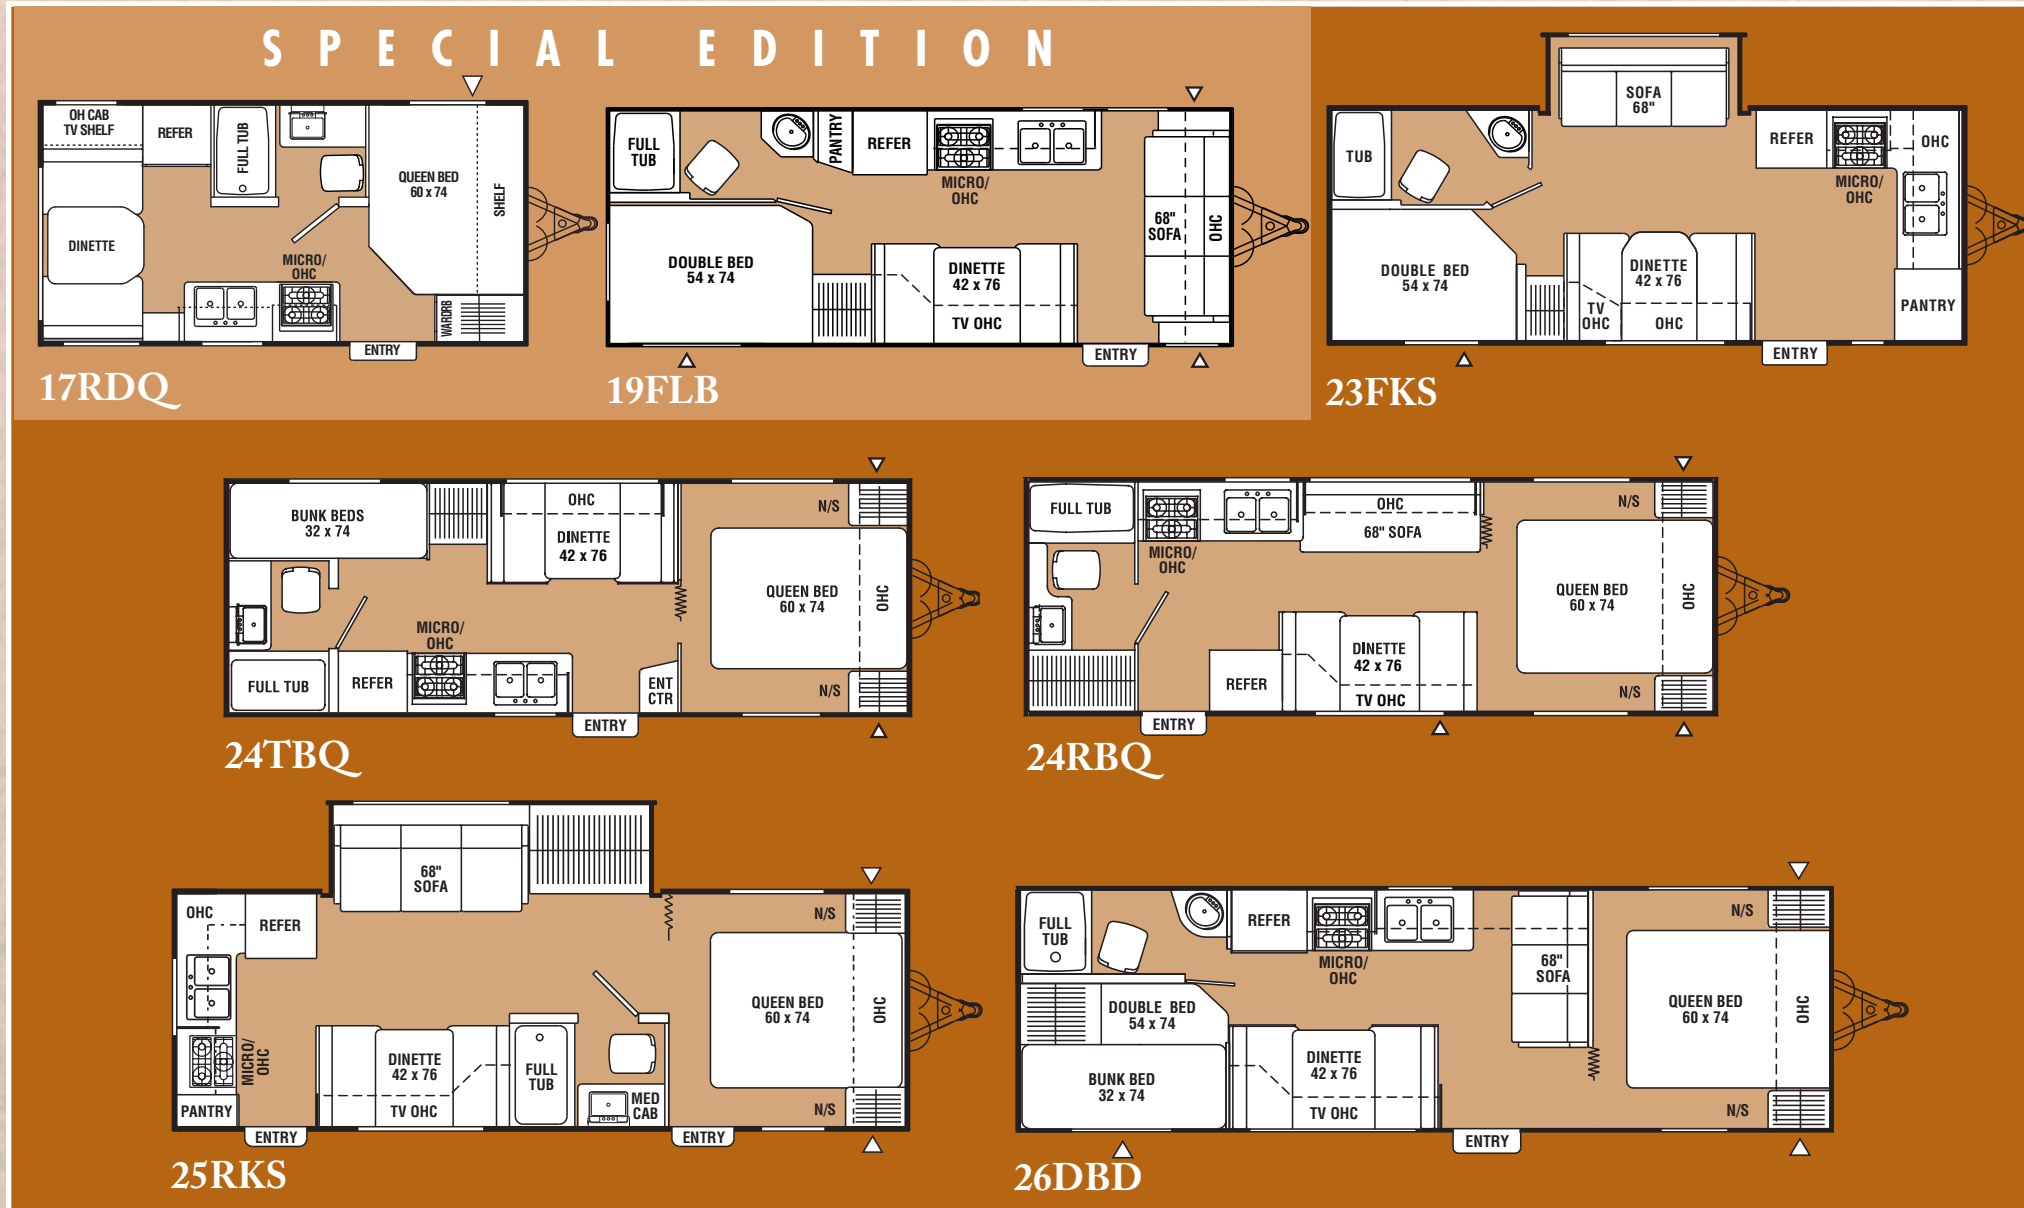 SPECIAL EDITION
OH CAB
TV SHELF
REFER
FULL TUB
QUEEN BED
60 x 74
SHELF
DINETTE
MICRO/
OHC
WARDRB
ENTRY
17RDQ
FULL
TUB
PANTRY
REFER
MICRO/
OHC
68"
SOFA
OHC
DOUBLE BED
54 x 74
DINETTE
42 x 76
TV OHC
ENTRY
19FLB
SOFA
68"
TUB
REFER
OHC
MICRO/
OHC
DOUBLE BED
54 x 74
DINETTE
42 x 76
TV
OHC
OHC
PANTRY
ENTRY
23FKS
BUNK BEDS
32 x 74
OHC
DINETTE
42 x 76
N/S
QUEEN BED
60 x 74
OHC
MICRO/
OHC
FULL TUB
REFER
ENT
CTR
N/S
ENTRY
24TBQ
FULL TUB
MICRO/
OHC
OHC
68" SOFA
N/S
QUEEN BED
60 x 74
OHC
REFER
DINETTE
42 x 76
TV OHC
N/S
ENTRY
24RBQ
68"
SOFA
OHC
REFER
N/S
QUEEN BED
60 x 74
OHC
MICRO/
OHC
DINETTE
42 x 76
TV OHC
FULL
TUB
MED
CAB
PANTRY
N/S
ENTRY
ENTRY
25RKS
FULL
TUB
REFER
MICRO/
OHC
68"
SOFA
N/S
QUEEN BED
60 x 74
OHC
DOUBLE BED
54 x 74
BUNK BED
32 x 74
DINETTE
42 x 76
TV OHC
N/S
ENTRY
26DBD